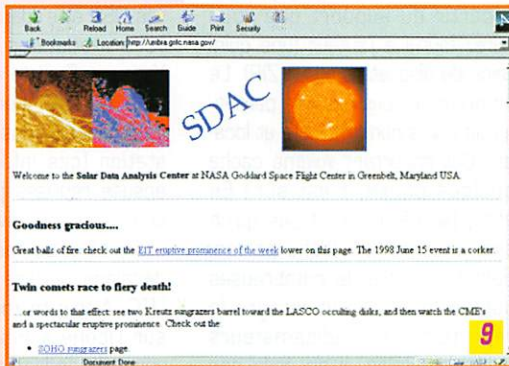 Back Reload Home Search Guide Print Security
Bookmarks Location: http://umbra.gsfc.nasa.gov/
SDAC
Welcome to the Solar Data Analysis Center at NASA Goddard Space Flight Center in Greenbelt, Maryland USA.
Goodness gracious....
Great balls of fire: check out the EIT eruptive prominence of the week lower on this page. The 1998 June 15 event is a corker.
Twin comets race to fiery death!
...or words to that effect: see two Kreutz sungrazers barrel toward the LASCO occulting disks, and then watch the CME's
and a spectacular eruptive prominence. Check out the
• SOHO sungrazers page.
9
Document Done